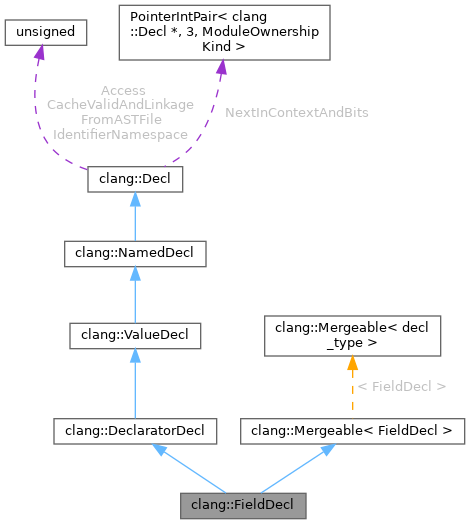 unsigned
PointerIntPair< clang
::Decl *, 3, ModuleOwnership
Kind >
Access
CacheValidAndLinkage
FromASTFile
IdentifierNamespace
NextInContextAndBits
clang::Decl
clang::NamedDecl
clang::ValueDecl
clang::Mergeable< decl
_type >
< FieldDecl >
clang::DeclaratorDecl
clang::Mergeable< FieldDecl >
clang::FieldDecl